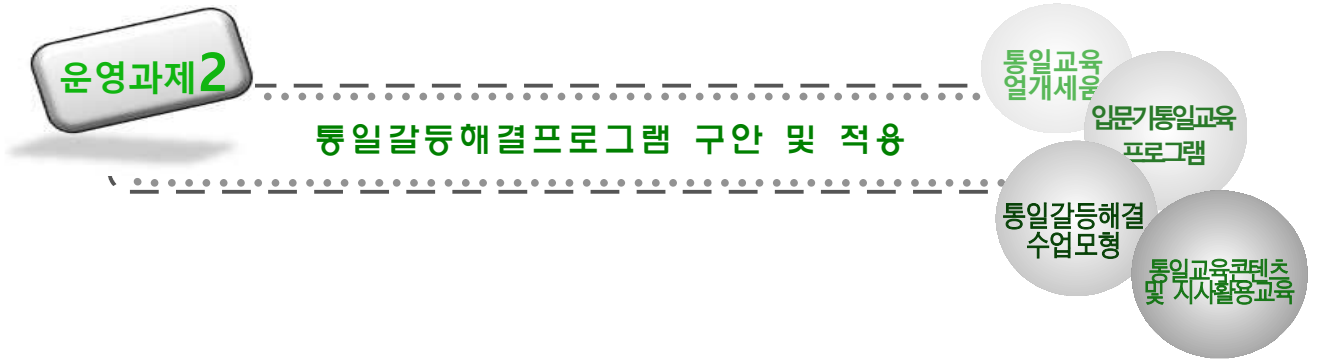 운영과제2
통일갈등해결프로그램 구안 및 적용
통일교육
열개세움
입문기통일교육
프로그램
통일갈등해결
수업모형
통일교육콘텐츠
및 지사활용교육